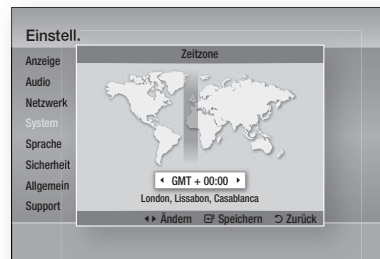 Einstell.
Anzeige
Audio
Netzwerk
System
Sprache
Sicherheit
Allgemein
Support
Zeitzone
GMT + 00:00
London, Lissabon, Casablanca
Ändern Speichern Zurück